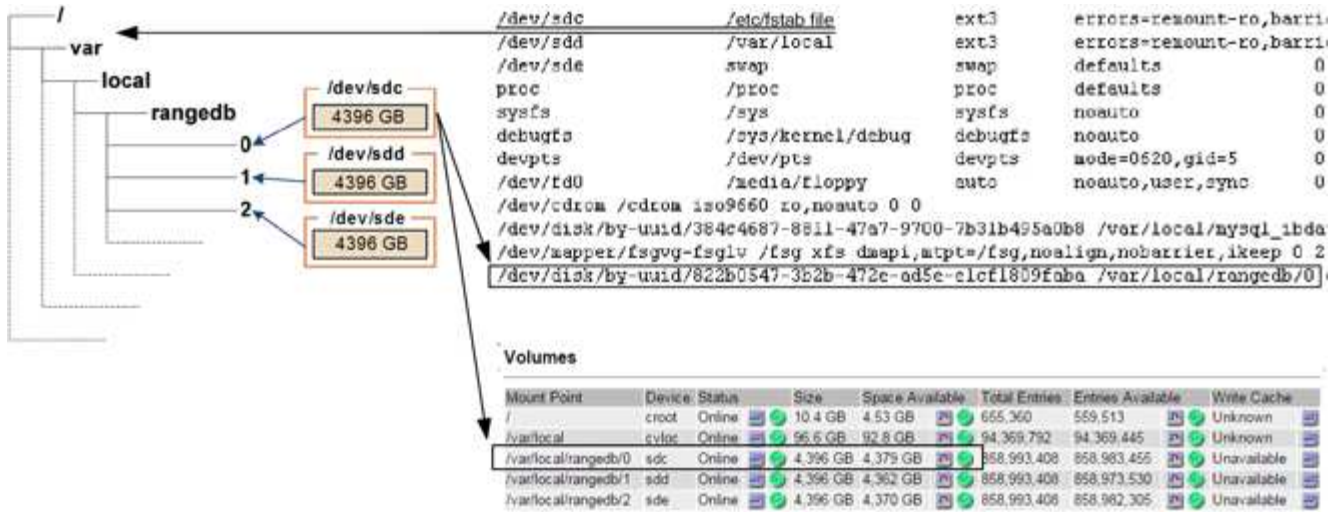 /
var
local
rangedb
0
1
2
/dev/sdc
4396 GB
/dev/sdd
4396 GB
/dev/sde
4396 GB
/dev/sdc /etc/fstab file ext3 errors=remount-ro,barri
/dev/sdd /var/local ext3 errors=remount-ro,barri
/dev/sde swap swap defaults 0
proc /proc proc defaults 0
sysfs /sys sysfs noauto 0
debugfs /sys/kernel/debug debugfs noauto 0
devpts /dev/pts devpts mode=0620,gid=5 0
/dev/fd0 /media/floppy auto noauto,user,sync 0
/dev/cdrom /cdrom iso9660 ro,noauto 0 0
/dev/disk/by-uuid/384c4687-8811-47a7-9700-7b31b495a0b8 /var/local/mysql_ibda
/dev/mapper/fsgvg-fsglv /fsg xfs dmapi,mtpt=/fsg,noalign,nobarrier,ikeep 0 2
/dev/disk/by-uuid/822b0547-3b2b-472e-ad5e-e1cf1809faba /var/local/rangedb/0
Volumes
Mount Point Device Status Size Space Available Total Entries Entries Available Write Cache
/ croot Online 10.4 GB 4.53 GB 655,360 559,513 Unknown
/var/local cvloc Online 96.6 GB 92.8 GB 94,369,792 94,369,445 Unknown
/var/local/rangedb/0 sdc Online 4,396 GB 4,379 GB 858,993,408 858,983,455 Unavailable
/var/local/rangedb/1 sdd Online 4,396 GB 4,362 GB 858,993,408 858,973,530 Unavailable
/var/local/rangedb/2 sde Online 4,396 GB 4,370 GB 858,993,408 858,982,305 Unavailable